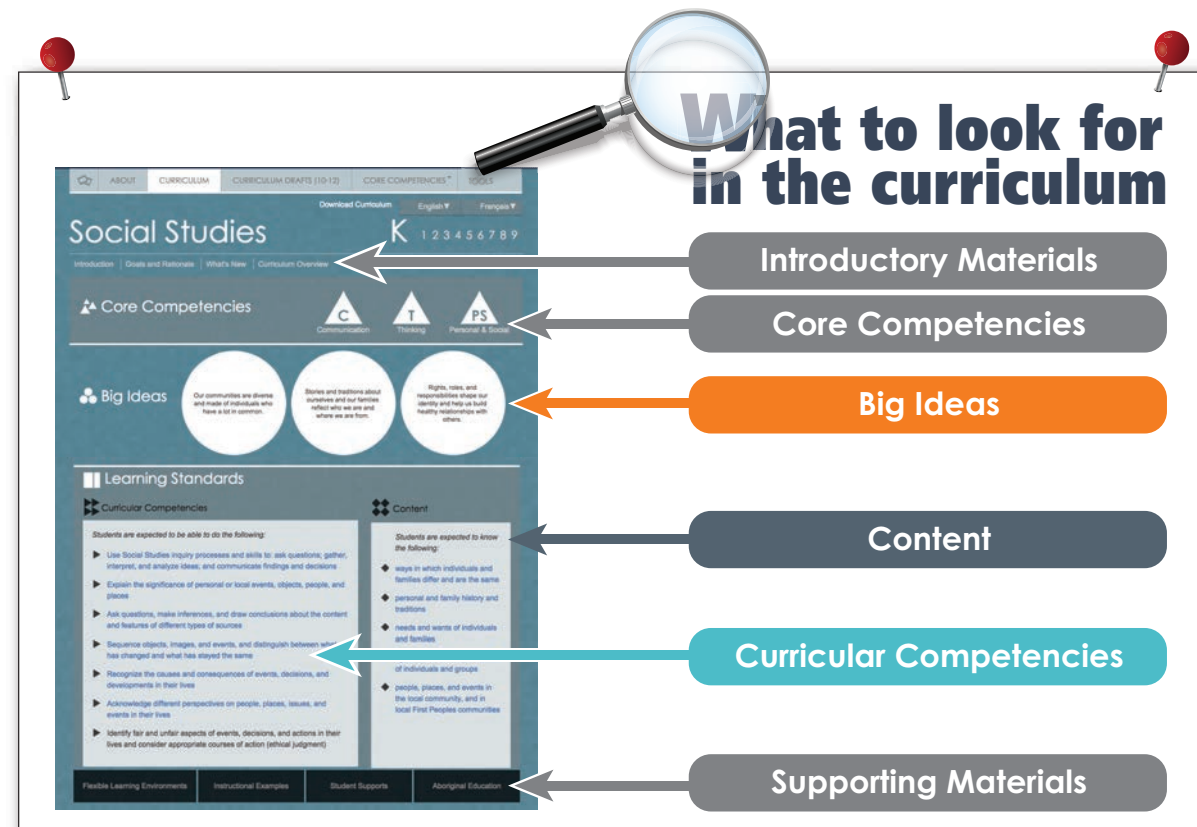 What to look for
in the curriculum
ABOUT CURRICULUM CURRICULUM DRAFTS (10-12) CORE COMPETENCIES TOOLS
Download Curriculum English ▼ Français ▼
Social Studies K 1 2 3 4 5 6 7 8 9
Introduction | Goals and Rationale | What's New | Curriculum Overview
Introductory Materials
Core Competencies
C T PS
Communication Thinking Personal & Social
Core Competencies
Big Ideas
Our communities are diverse
and made of individuals who
have a lot in common.
Stories and traditions about
ourselves and our families
reflect who we are and
where we are from.
Rights, roles, and
responsibilities shape our
identity and help us build
healthy relationships with
others.
Big Ideas
Learning Standards
Curricular Competencies
Students are expected to be able to do the following:
Use Social Studies inquiry processes and skills to: ask questions; gather,
interpret, and analyze ideas; and communicate findings and decisions
Explain the significance of personal or local events, objects, people, and
places
Ask questions, make inferences, and draw conclusions about the content
and features of different types of sources
Sequence objects, images, and events, and distinguish between what
has changed and what has stayed the same
Recognize the causes and consequences of events, decisions, and
developments in their lives
Acknowledge different perspectives on people, places, issues, and
events in their lives
Identify fair and unfair aspects of events, decisions, and actions in their
lives and consider appropriate courses of action (ethical judgment)
Content
Students are expected to know
the following:
ways in which individuals and
families differ and are the same
personal and family history and
traditions
needs and wants of individuals
and families
of individuals and groups
people, places, and events in
the local community, and in
local First Peoples communities
Content
Curricular Competencies
Flexible Learning Environments Instructional Examples Student Supports Aboriginal Education
Supporting Materials